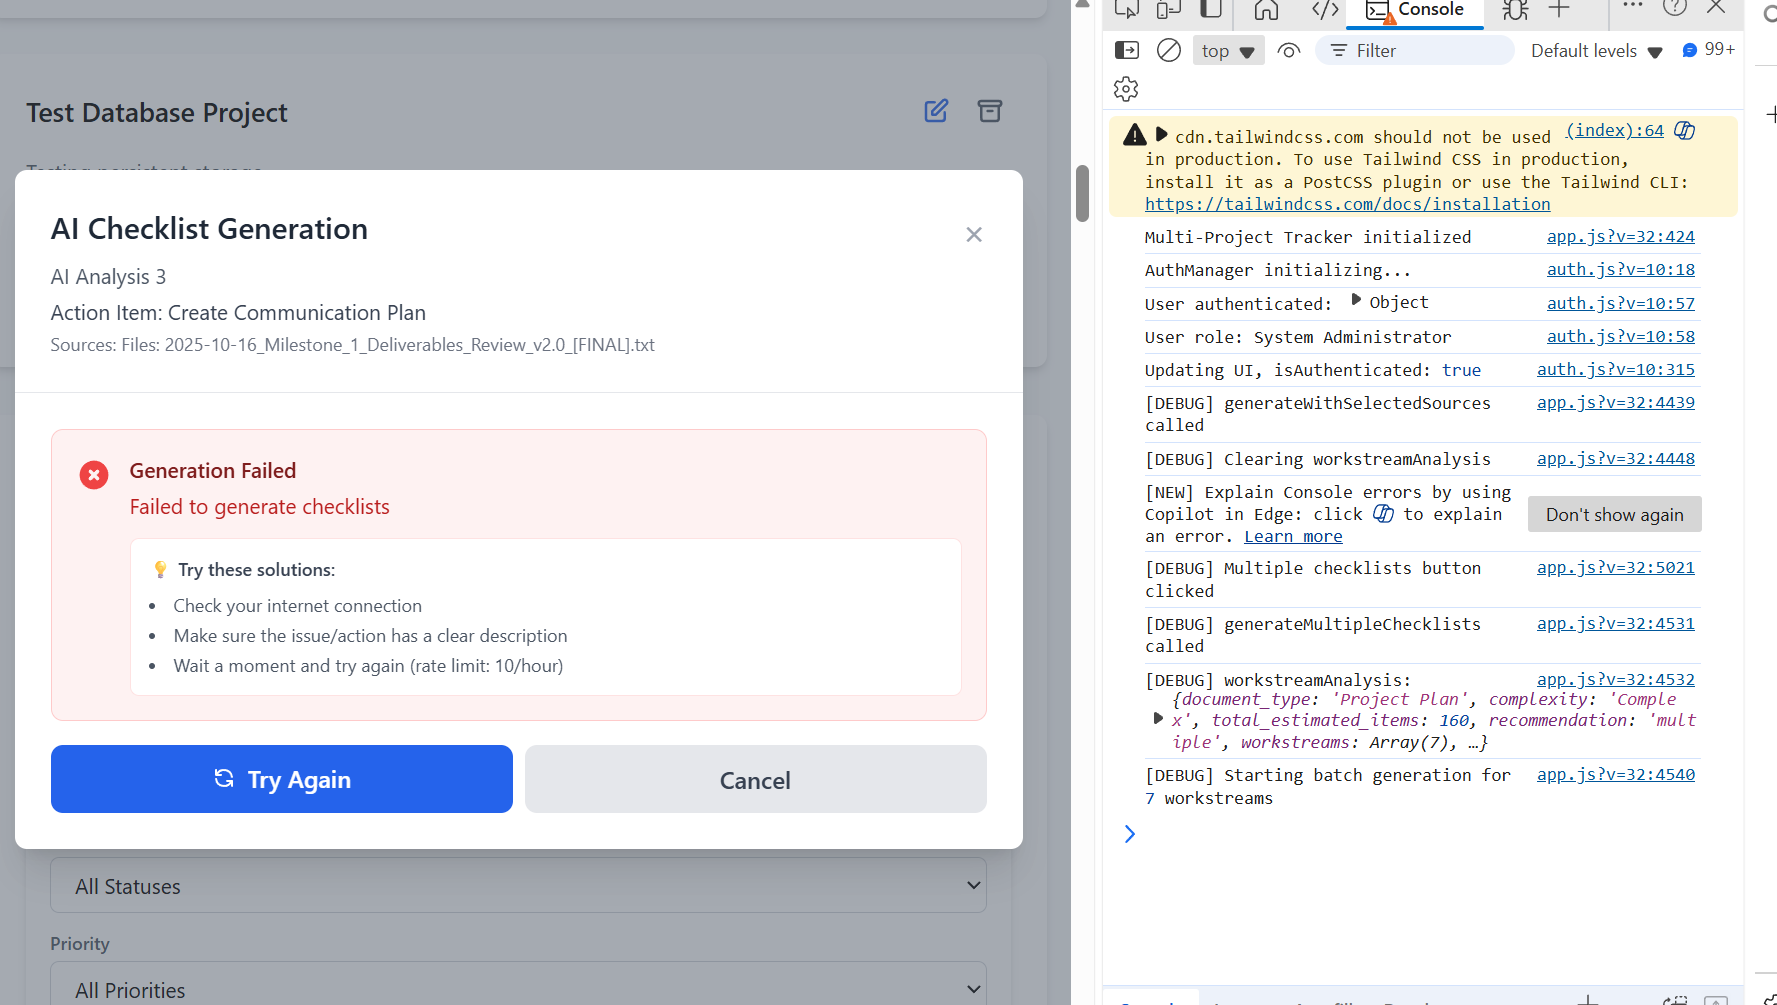 Test Database Project
AI Checklist Generation
AI Analysis 3
Action Item: Create Communication Plan
Sources: Files: 2025-10-16_Milestone_1_Deliverables_Review_v2.0_[FINAL].txt
Generation Failed
Failed to generate checklists
Try these solutions:
• Check your internet connection
• Make sure the issue/action has a clear description
• Wait a moment and try again (rate limit: 10/hour)
Try Again
Cancel
All Statuses
Priority
All Priorities
Console
top
Filter
Default levels
99+
cdn.tailwindcss.com should not be used (index):64
in production. To use Tailwind CSS in production,
install it as a PostCSS plugin or use the Tailwind CLI:
https://tailwindcss.com/docs/installation
Multi-Project Tracker initialized app.js?v=32:424
AuthManager initializing... auth.js?v=10:18
User authenticated: Object auth.js?v=10:57
User role: System Administrator auth.js?v=10:58
Updating UI, isAuthenticated: true auth.js?v=10:315
[DEBUG] generateWithSelectedSources app.js?v=32:4439
called
[DEBUG] Clearing workstreamAnalysis app.js?v=32:4448
[NEW] Explain Console errors by using
Copilot in Edge: click to explain
an error. Learn more
Don't show again
[DEBUG] Multiple checklists button app.js?v=32:5021
clicked
[DEBUG] generateMultipleChecklists app.js?v=32:4531
called
[DEBUG] workstreamAnalysis: app.js?v=32:4532
{document_type: 'Project Plan', complexity: 'Comple
x', total_estimated_items: 160, recommendation: 'mult
iple', workstreams: Array(7), …}
[DEBUG] Starting batch generation for app.js?v=32:4540
7 workstreams